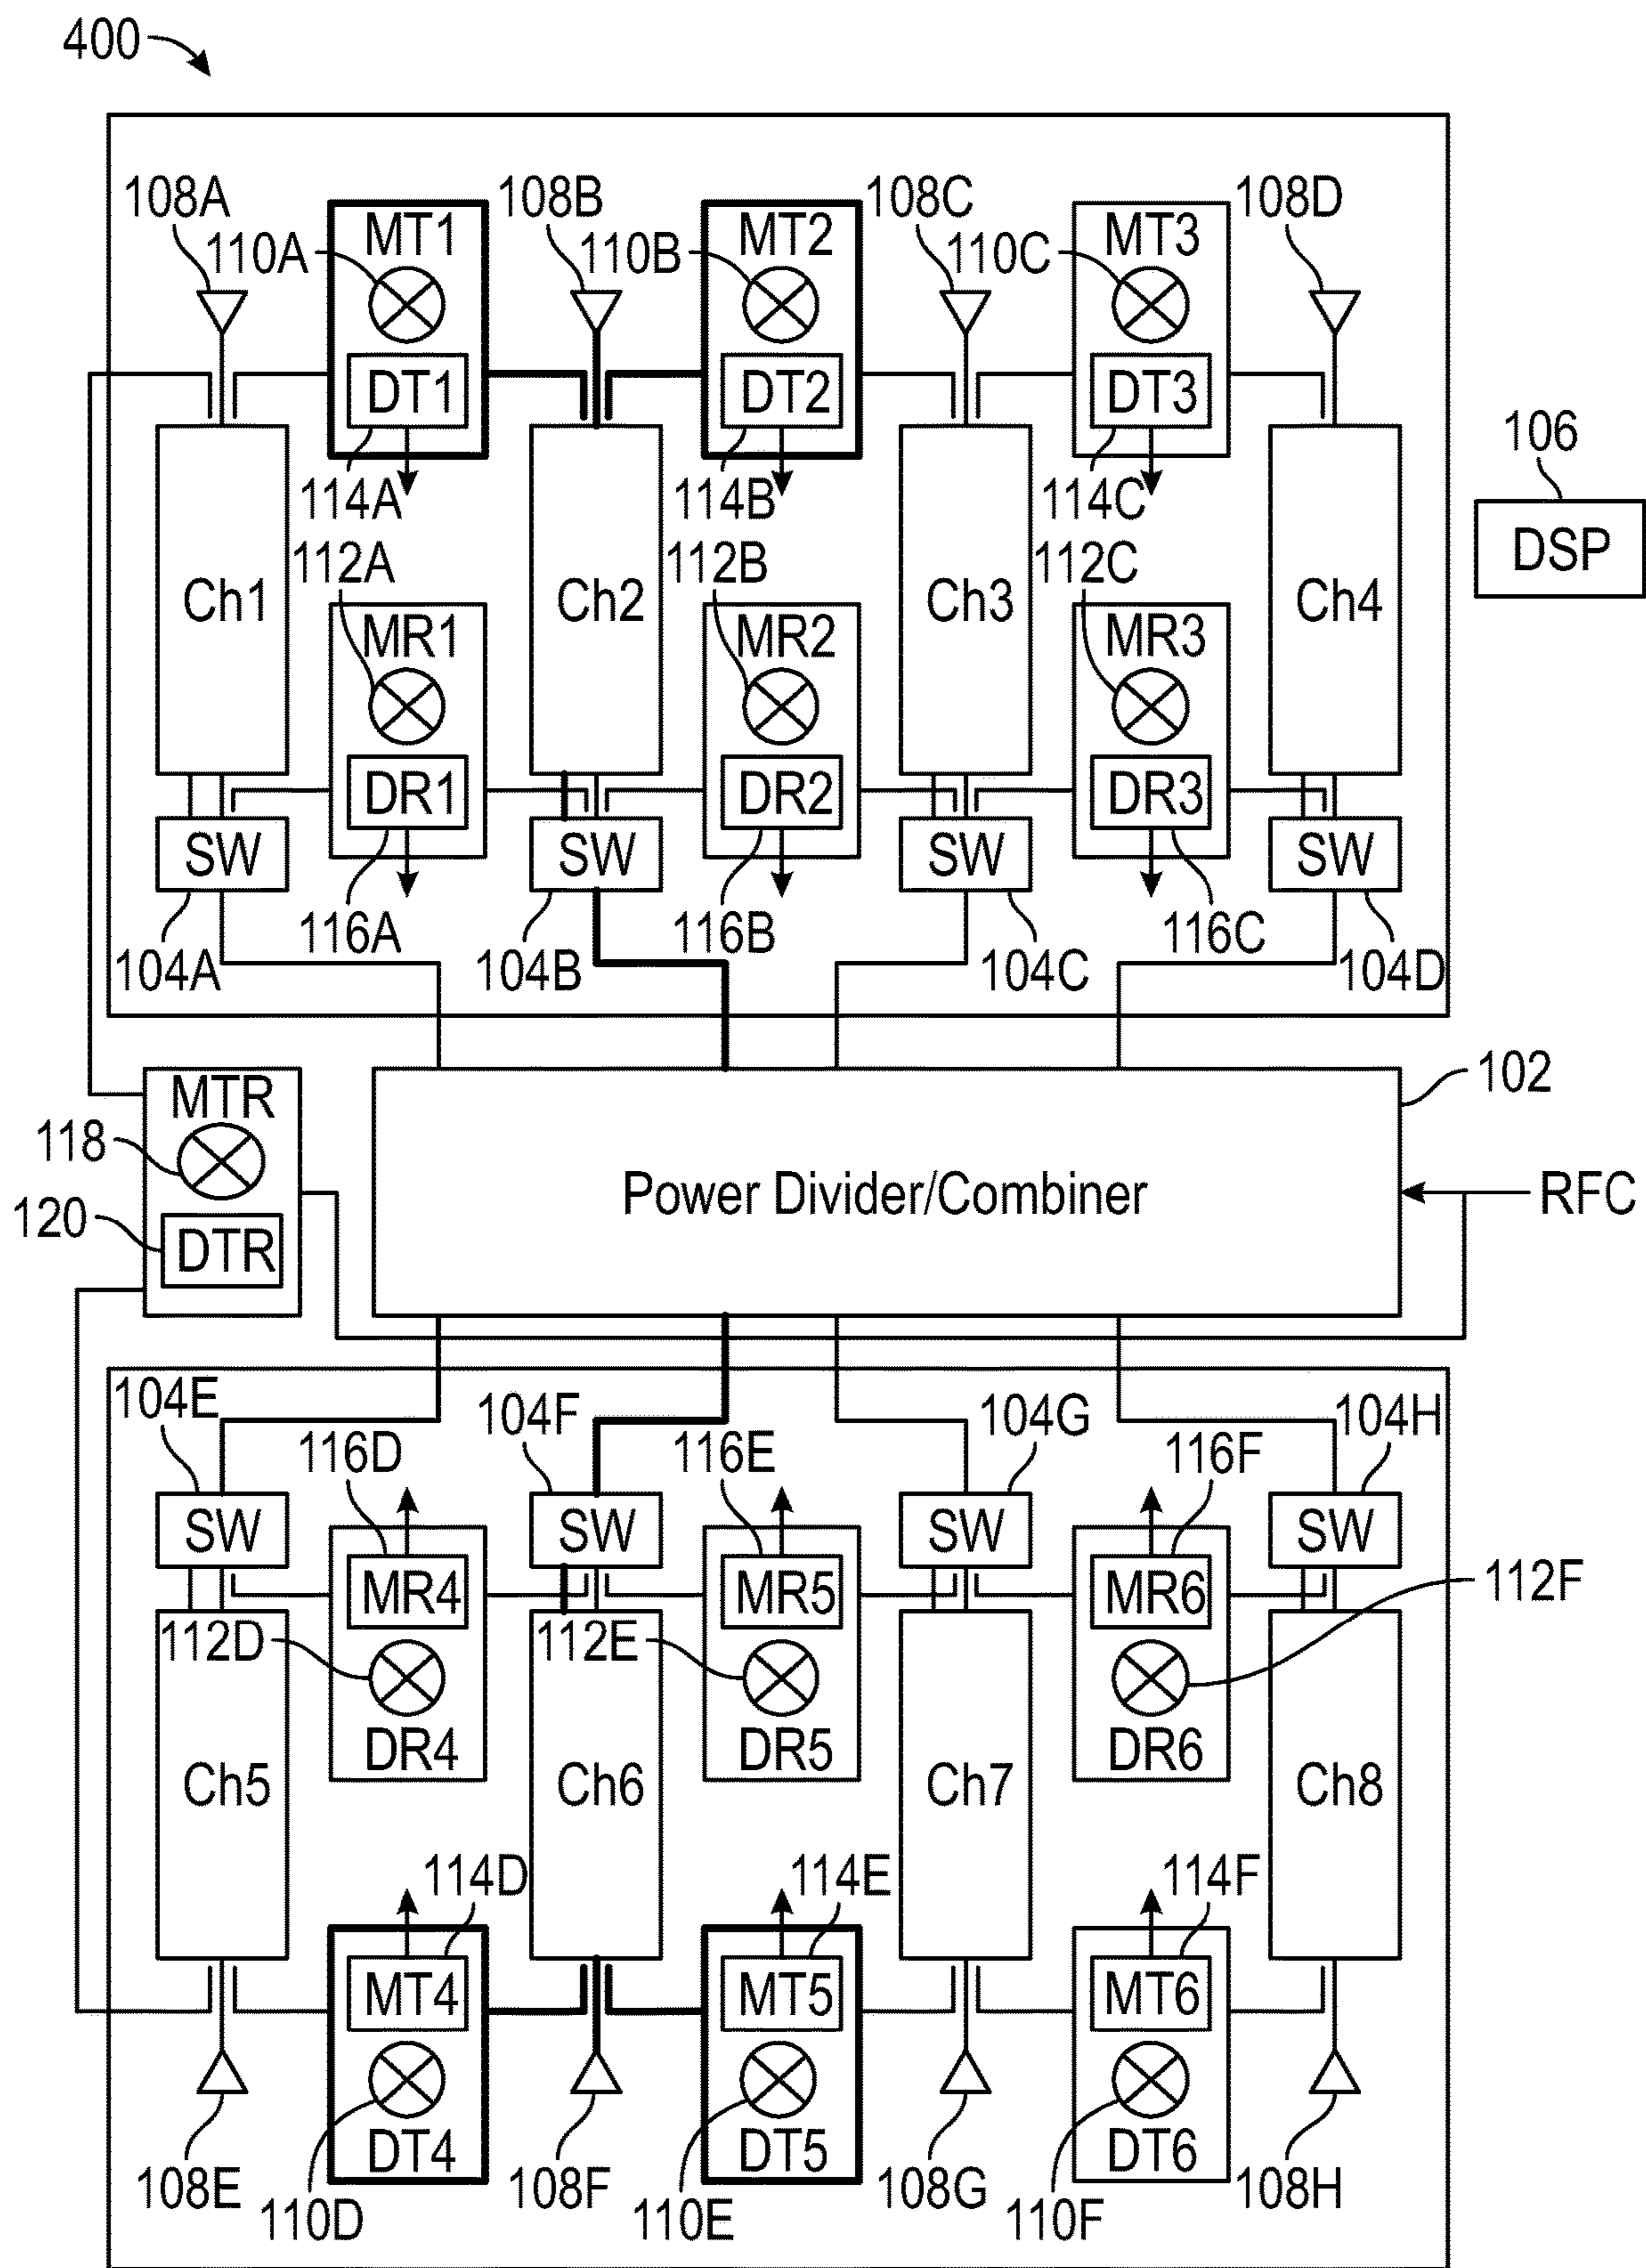 400
108A 108B 108C 108D
MT1 MT2 MT3
110A 110B 110C
DT1 DT2 DT3
106
114A 114B 114C
DSP
112A 112B 112C
Ch1 Ch2 Ch3 Ch4
MR1 MR2 MR3
DR1 DR2 DR3
SW SW SW SW
116A 116B 116C
104A 104B 104C 104D
102
MTR
118
Power Divider/Combiner
RFC
120
DTR
104E 104F 104G 104H
116D 116E 116F
SW SW SW SW
MR4 MR5 MR6
112F
112D 112E
DR4 DR5 DR6
Ch5 Ch6 Ch7 Ch8
114D 114E 114F
MT4 MT5 MT6
DT4 DT5 DT6
108E 108F 108G 108H
110D 110E 110F